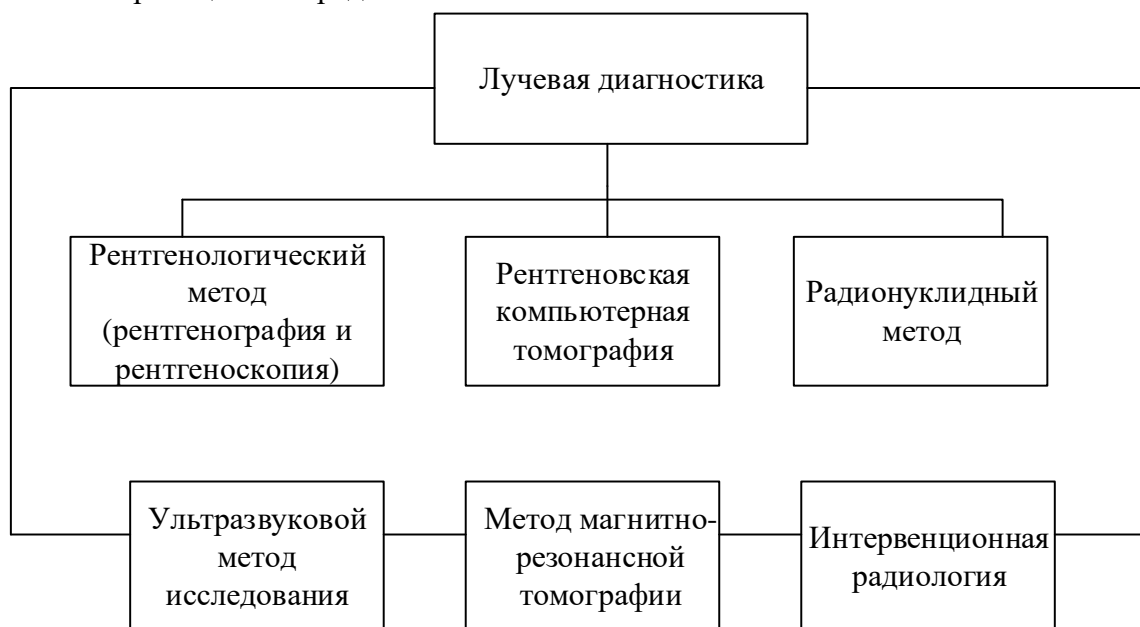 Лучевая диагностика
Рентгенологический
метод
(рентгенография и
рентгеноскопия)
Рентгеновская
компьютерная
томография
Радионуклидный
метод
Ультразвуковой
метод
исследования
Метод магнитно-
резонансной
томографии
Интервенционная
радиология